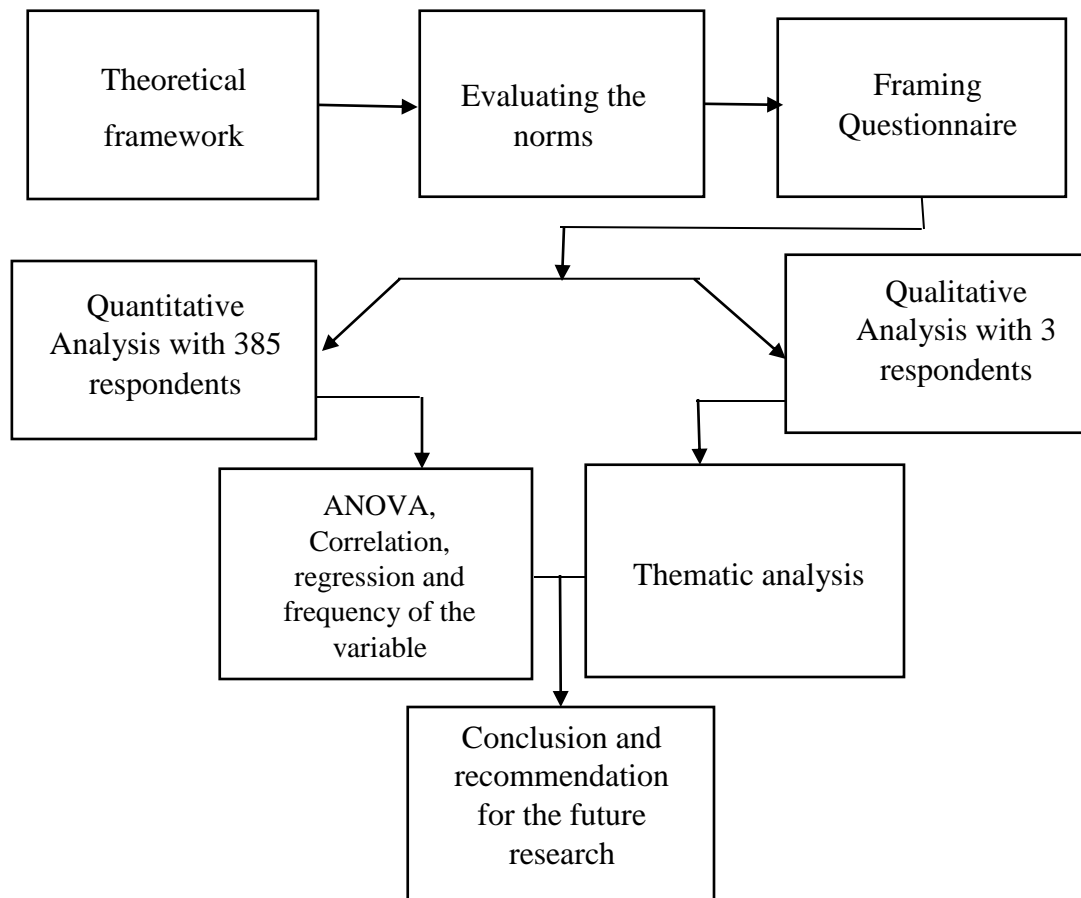 Theoretical
framework
Evaluating the
norms
Framing
Questionnaire
Quantitative
Analysis with 385
respondents
Qualitative
Analysis with 3
respondents
ANOVA,
Correlation,
regression and
frequency of the
variable
Thematic analysis
Conclusion and
recommendation
for the future
research